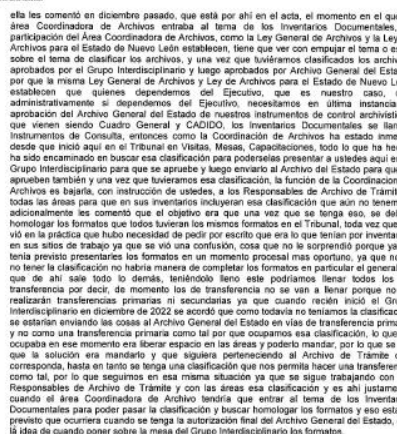 ella les comentó en diciembre pasado, que está por ahí en el acta, el momento en el que
área Coordinadora de Archivos entraba al tema de los Inventarios Documentales,
participación del Área Coordinadora de Archivos, como la Ley General de Archivos y la Ley
Archivos para el Estado de Nuevo León establecen, tiene que ver con empujar el tema o es
sobre el tema de clasificar los archivos, y una vez que tuviéramos clasificados los archiv
aprobados por el Grupo Interdisciplinario y luego aprobados por Archivo General del Esta
por que la misma Ley General de Archivos y Ley de Archivos para el Estado de Nuevo Le
establecen que quienes dependemos del Ejecutivo, que es nuestro caso,
administrativamente si dependemos del Ejecutivo, necesitamos en última instancia
aprobación del Archivo General del Estado de nuestros instrumentos de control archivísti
que vienen siendo Cuadro General y CADIDO, los Inventarios Documentales se llan
Instrumentos de Consulta, entonces como la Coordinación de Archivos ha estado inme
desde que inició aquí en el Tribunal en Visitas, Mesas, Capacitaciones, todo lo que ha hec
ha sido encaminado en buscar esa clasificación para poderselas presentar a ustedes aquí e
Grupo Interdisciplinario para que se apruebe y luego enviarlo al Archivo del Estado para qu
aprueben también y una vez que tuvieramos esa clasificación, la función de la Coordinacion
Archivos es bajarla, con instrucción de ustedes, a los Responsables de Archivo de Trámit
todas las áreas para que en sus inventarios incluyeran esa clasificación que aún no tenem
adicionalmente les comentó que el objetivo era que una vez que se tenga eso, se del
homologar los formatos que todos tuvieran los mismos formatos en el Tribunal, toda vez qu
vió en la práctica que hubo necesidad de pedir por escrito que era lo que tenían por inventar
en sus sitios de trabajo ya que se vió una confusión, cosa que no le sorprendió porque ya
tenía previsto presentarles los formatos en un momento procesal mas oportuno, ya que no
no tener la clasificación no habría manera de completar los formatos en particular el general
que de ahí sale todo lo demás, teniéndolo lleno este podríamos llenar todos los
transferencia por decir, de momento los de transferencia no se van a llenar porque no
realizarán transferencias primarias ni secundarias ya que cuando recién inició el Gru
Interdisciplinario en diciembre de 2022 se acordó que como todavía no teníamos la clasificac
se estarían enviando las cosas al Archivo General del Estado en vías de transferencia prima
y no como una transferencia primaria como tal por que ocupamos esa clasificación, lo que
ocupaba en ese momento era liberar espacio en las áreas y poderlo mandar, por lo que se
que la solución era mandarlo y que siguiera perteneciendo al Archivo de Trámite
corresponda, hasta en tanto se tenga una clasificación que nos permita hacer una transferen
como tal, por lo que seguimos en esa misma situación ya que se sigue trabajando con
Responsables de Archivo de Trámite y con las áreas esa clasificación y es ahí justame
cuando el área Coordinadora de Archivo tendría que entrar al tema de los Inventa
Documentales para poder pasar la clasificación y buscar homologar los formatos y eso esta
previsto que ocurriera cuando se tenga la autorización final del Archivo General del Estado,
la idea de cuando poner sobre la mesa del Grupo Interdisciplinario los formatos.